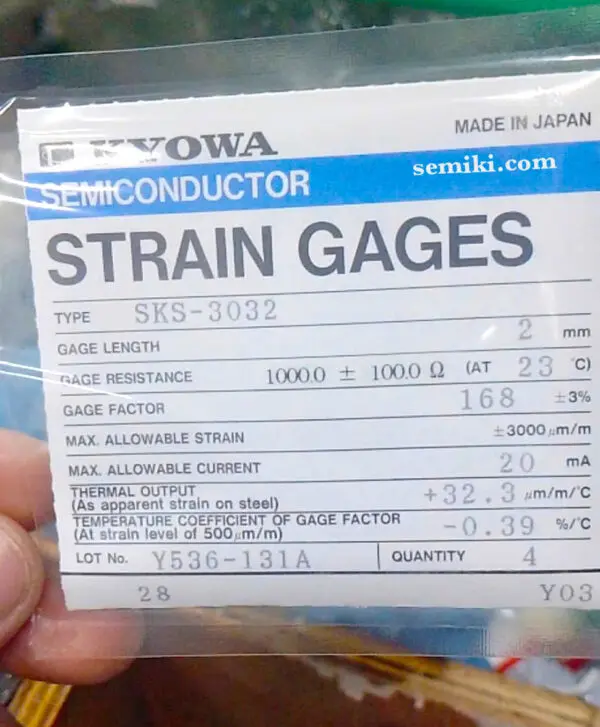 KYOWA
MADE IN JAPAN
semiki.com
SEMICONDUCTOR
STRAIN GAGES
TYPE SKS-3032
GAGE LENGTH 2 mm
GAGE RESISTANCE 1000.0 ± 100.0 Ω (AT 23 °C)
GAGE FACTOR 168 ±3%
MAX. ALLOWABLE STRAIN ±3000 μm/m
MAX. ALLOWABLE CURRENT 20 mA
THERMAL OUTPUT
(As apparent strain on steel) +32.3 μm/m/°C
TEMPERATURE COEFFICIENT OF GAGE FACTOR
(At strain level of 500μm/m) -0.39 %/°C
LOT No. Y536-131A QUANTITY 4
28 Y03